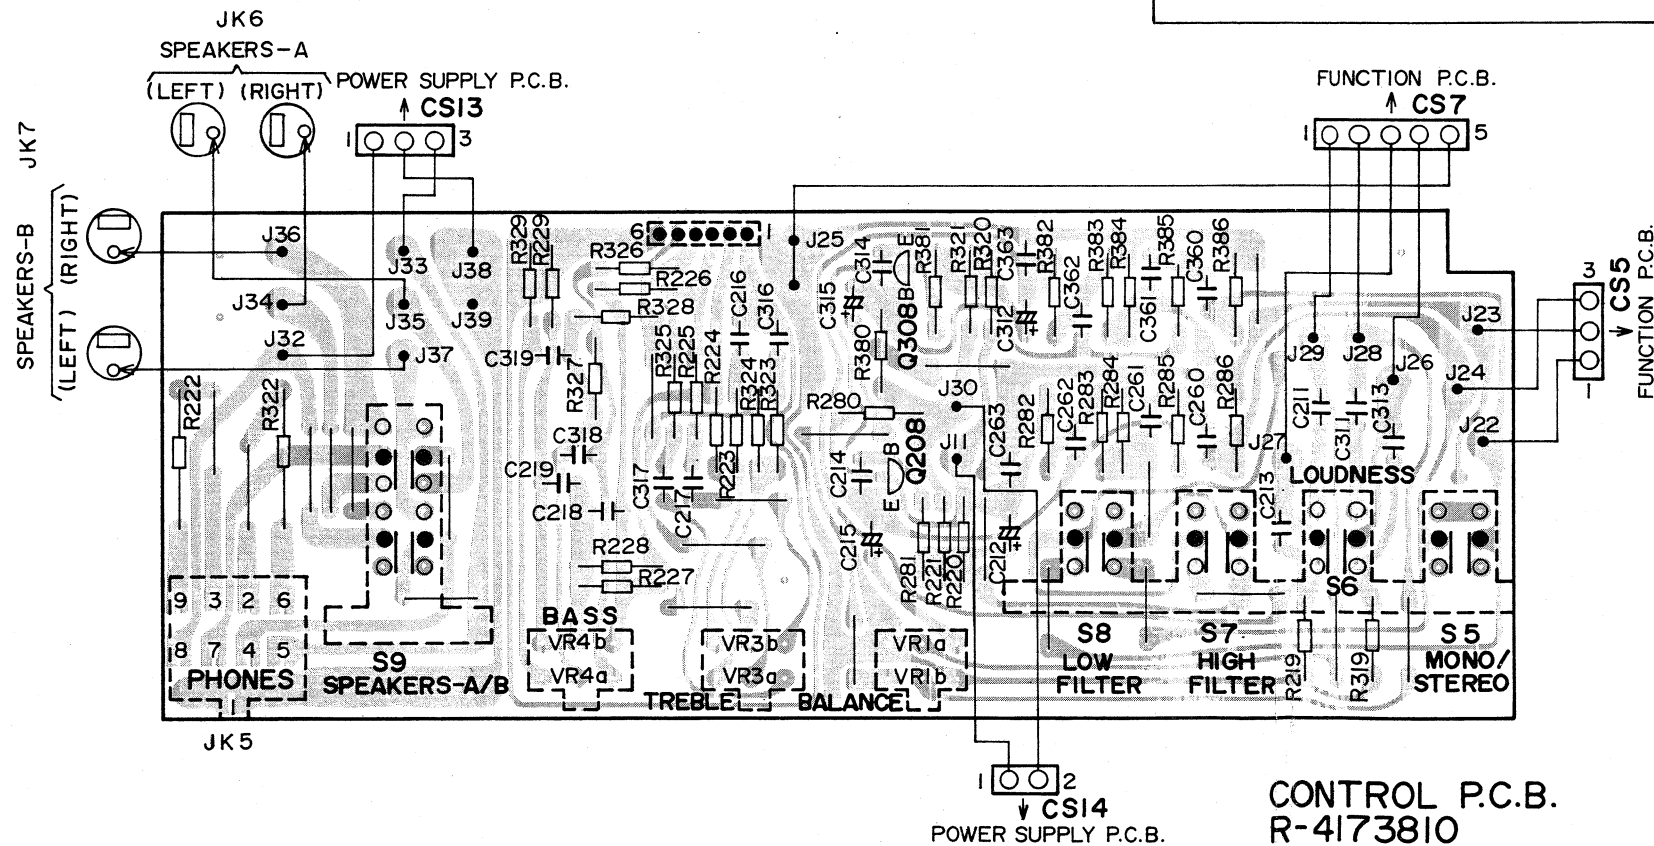 JK6
SPEAKERS-A
(LEFT) (RIGHT)
POWER SUPPLY P.C.B.
↑ CS13
1 3
FUNCTION P.C.B.
↑ CS7
1 5
JK7
SPEAKERS-B
(LEFT) (RIGHT)
J36
J33
J38
J34
J35
J39
J32
J37
R329
R229
R326
R226
R328
6 1
J25
C216
C316
C319
R327
R325
R225
R224
R324
R323
R222
R322
C318
C219
C218
C317
C217
R223
R228
R227
C314
E
R381
R321
R320
C363
R382
R383
R384
R385
C360
R386
C315
B
Q308
C312
C362
C361
R380
R280
J30
J11
C263
R282
C262
R283
R284
C261
R285
C260
R286
C214
B
Q208
E
C215
R281
R221
R220
C212
J29
J28
J26
J23
J24
J22
J27
C211
C311
C313
C213
LOUDNESS
S6
3
CS5
↓
1
FUNCTION P.C.B.
9 3 2 6
8 7 4 5
PHONES
JK5
S9
SPEAKERS-A/B
BASS
VR4b
VR4a
VR3b
VR3a
TREBLE
VR1a
VR1b
BALANCE
S8
LOW
FILTER
S7
HIGH
FILTER
R219
R319
S5
MONO/
STEREO
1 2
↓ CS14
POWER SUPPLY P.C.B.
CONTROL P.C.B.
R-4173810